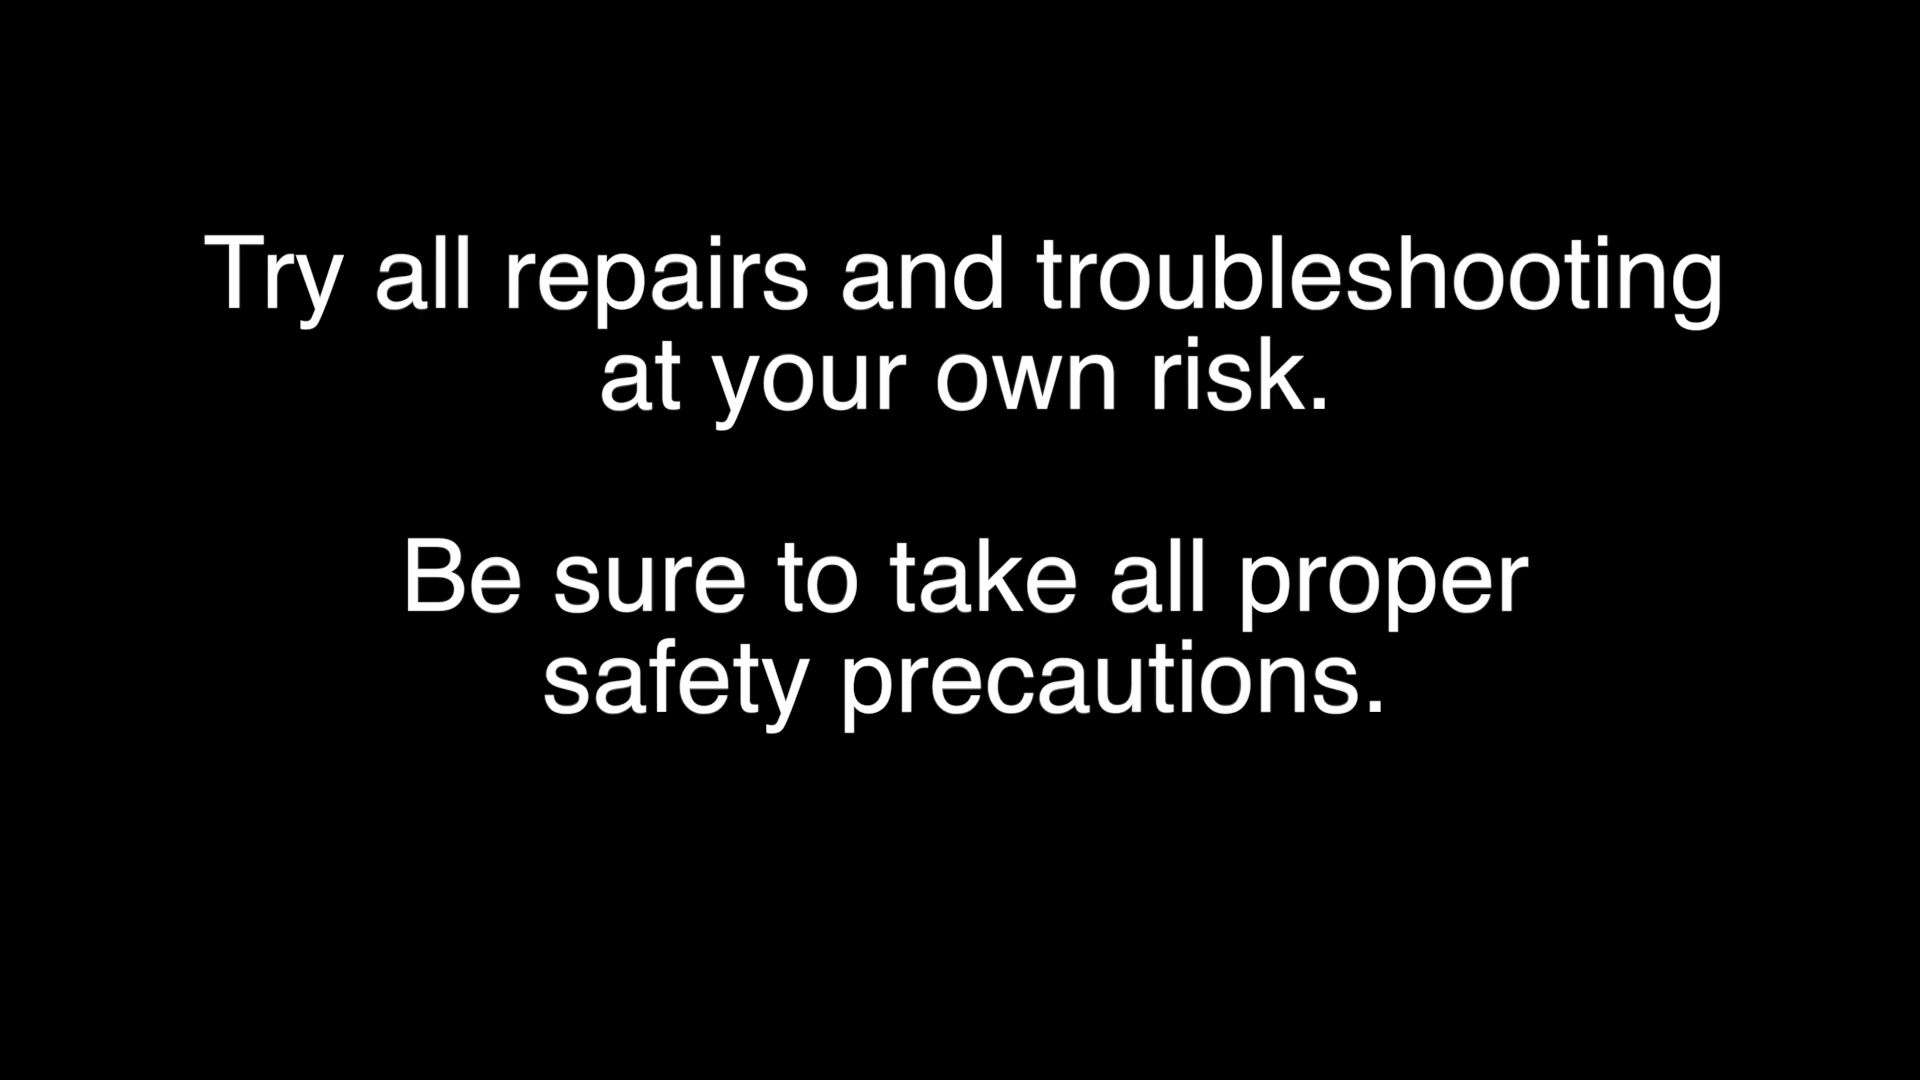 Try all repairs and troubleshooting
at your own risk.
Be sure to take all proper
safety precautions.